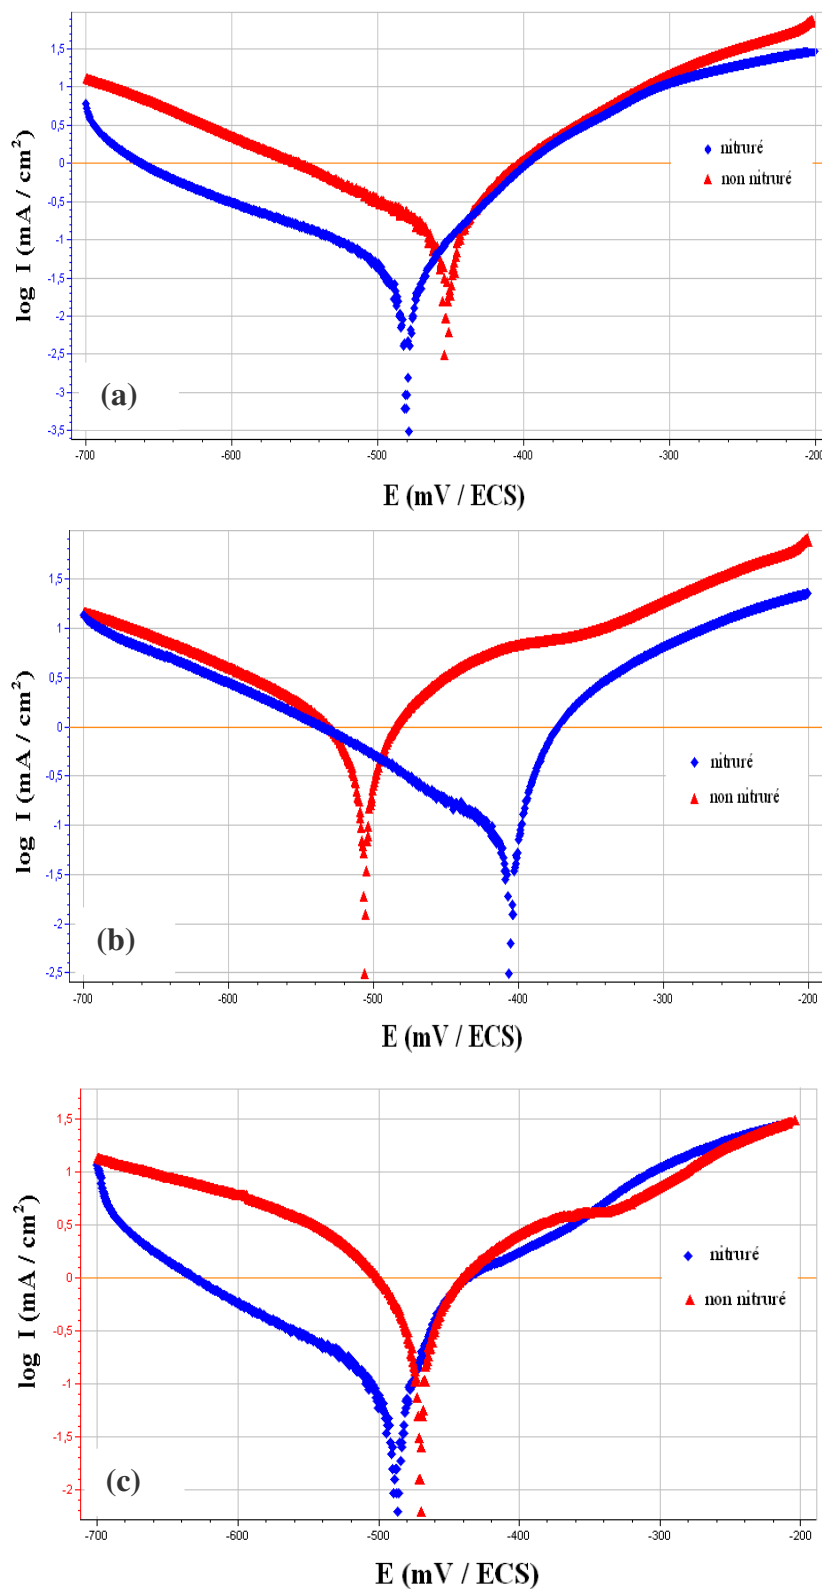 1,5
1
0,5
0
-0,5
-1
-1,5
-2
-2,5
-3
-3,5
log I (mA / cm²)
nitruré
non nitruré
(a)
-700 -600 -500 -400 -300 -200
E (mV / ECS)
1,5
1
0,5
0
-0,5
-1
-1,5
-2
-2,5
log I (mA / cm²)
nitruré
non nitruré
(b)
-700 -600 -500 -400 -300 -200
E (mV / ECS)
1,5
1
0,5
0
-0,5
-1
-1,5
-2
log I (mA / cm²)
nitruré
non nitruré
(c)
-700 -600 -500 -400 -300 -200
E (mV / ECS)